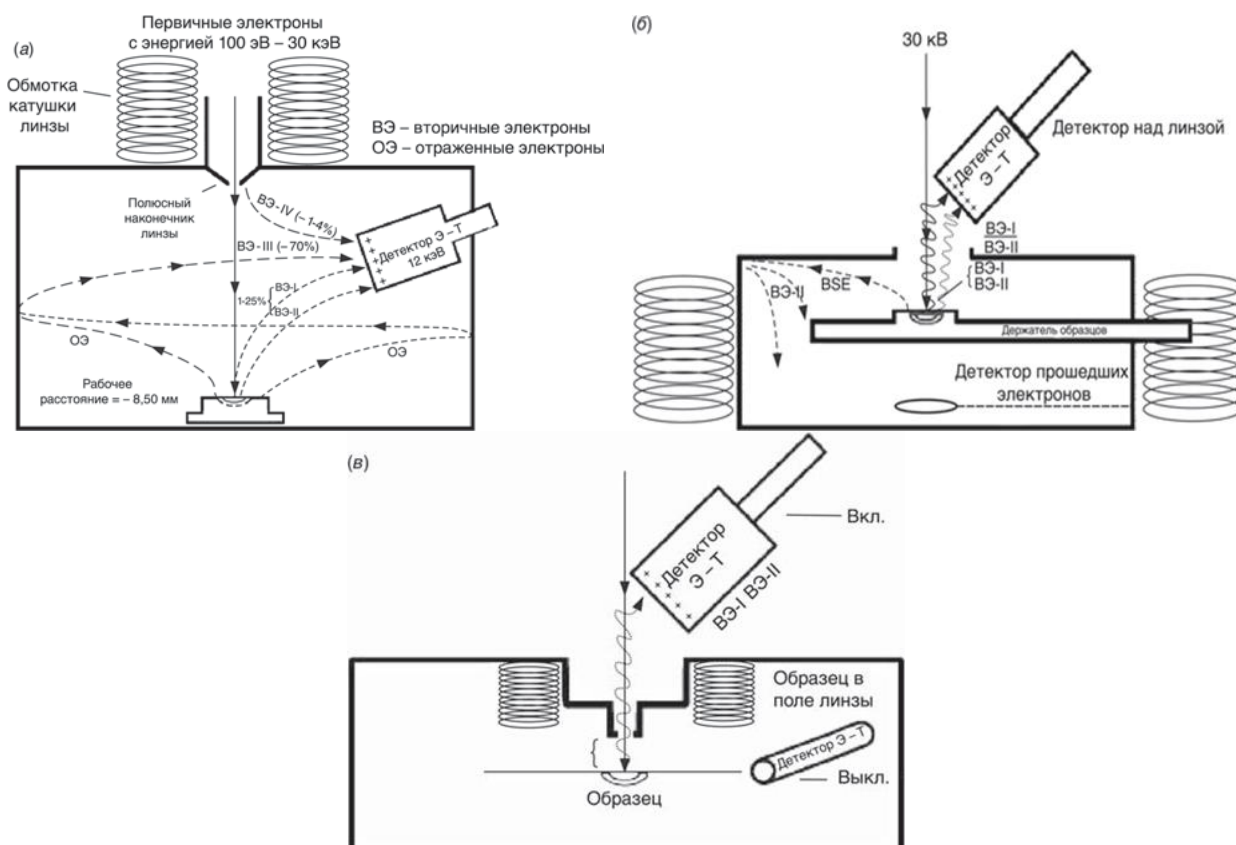 (а)
Первичные электроны
с энергией 100 эВ – 30 кэВ
Обмотка
катушки
линзы
ВЭ – вторичные электроны
ОЭ – отраженные электроны
Полюсный
наконечник
линзы
ВЭ-IV (~1-4%)
ВЭ-III (~70%)
Детектор Э – Т
12 кэВ
1-25%
ВЭ-I
ВЭ-II
ОЭ
ОЭ
Рабочее
расстояние = ~ 8,50 мм
(б)
30 кВ
Детектор над линзой
Детектор
Э – Т
ВЭ-I
ВЭ-II
ВЭ-I
ВЭ-II
BSE
ВЭ-II
Держатель образцов
Детектор прошедших
электронов
(в)
Вкл.
Детектор
Э – Т
ВЭ-I ВЭ-II
Образец в
поле линзы
Детектор Э – Т
Выкл.
Образец